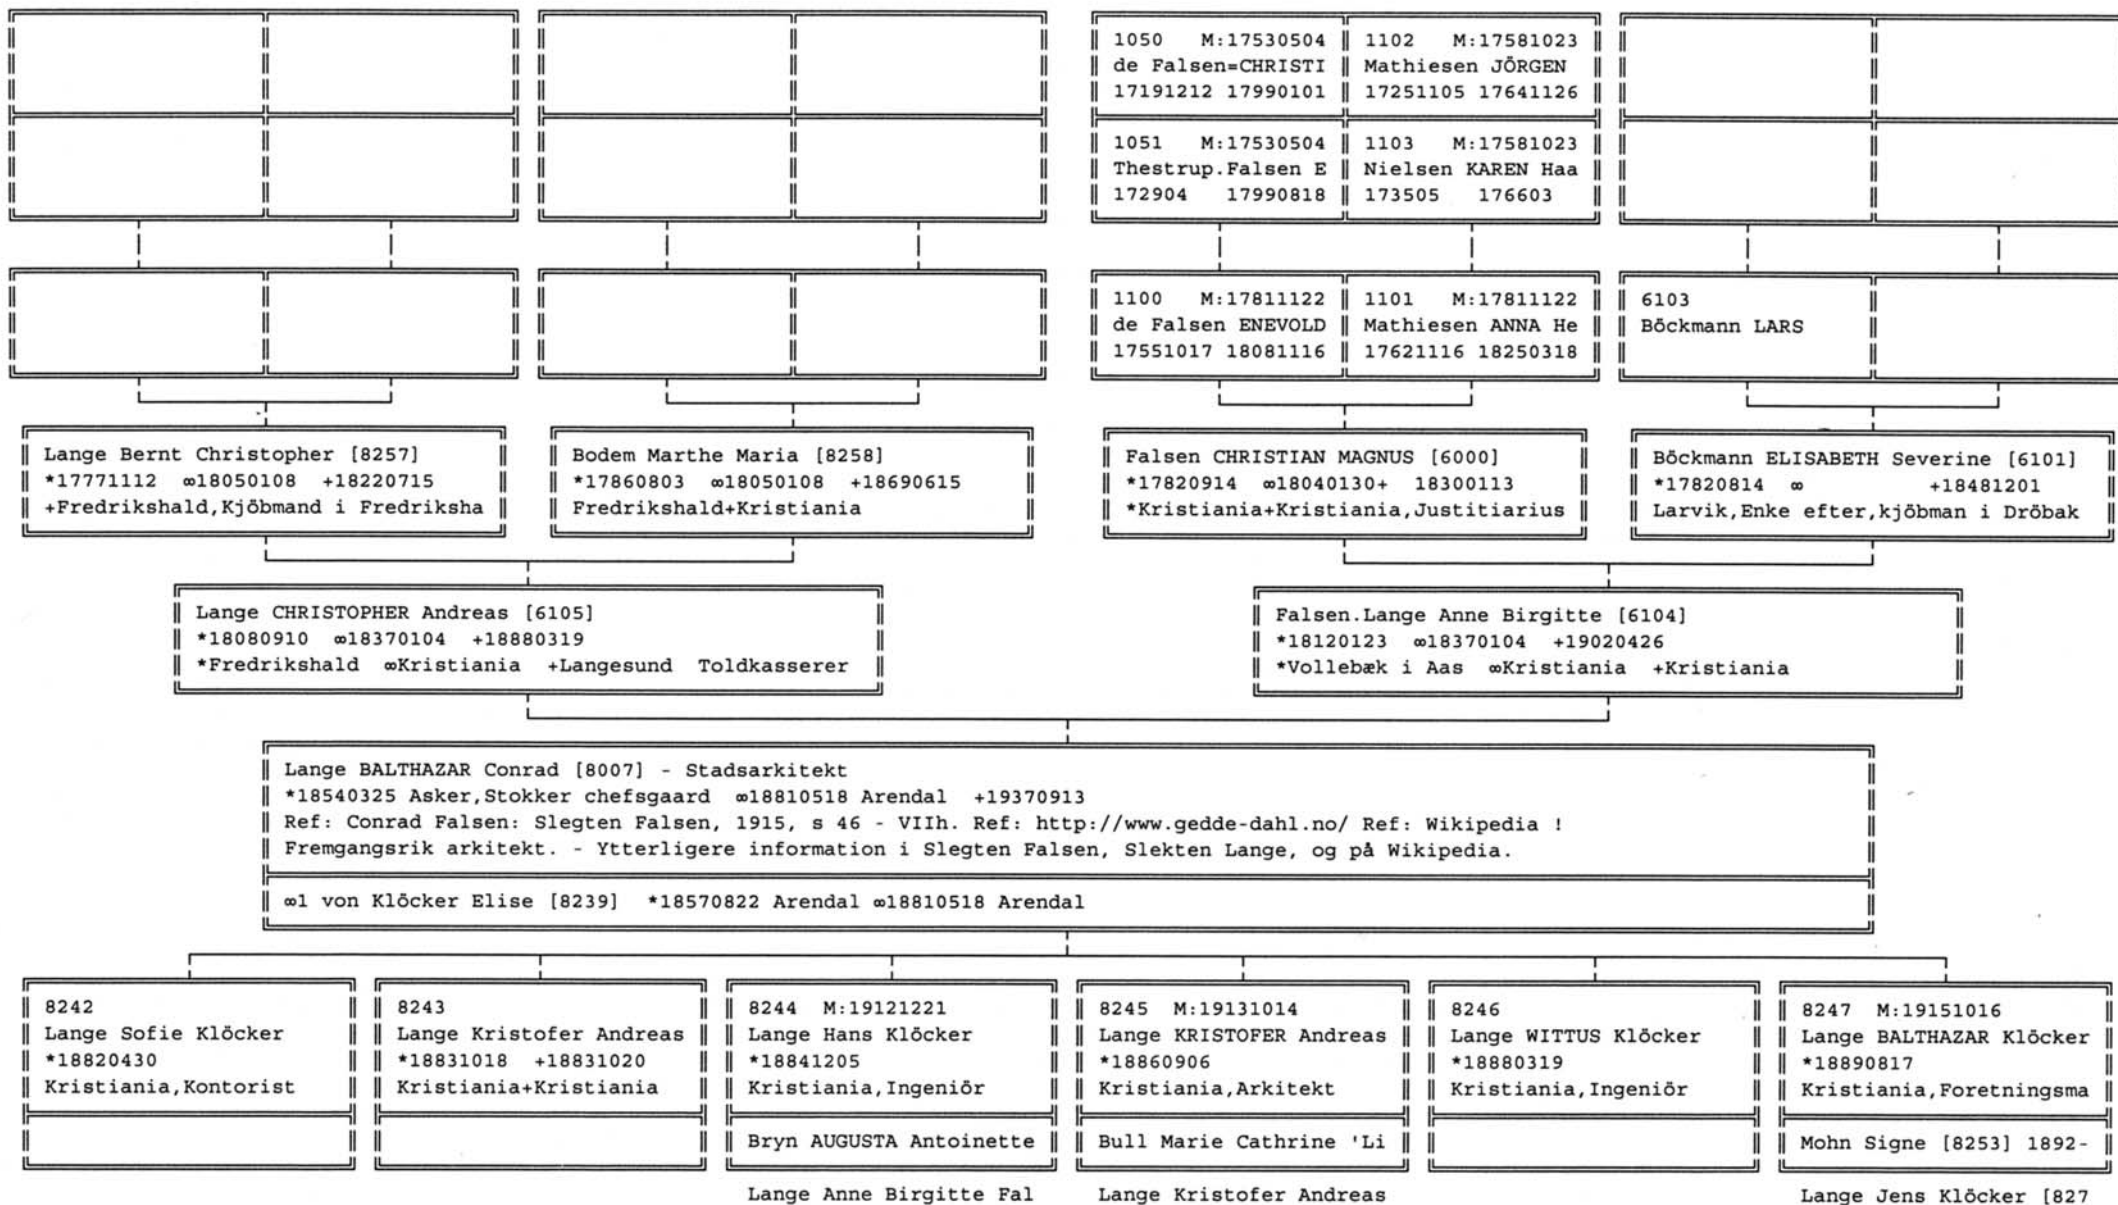 1050 M:17530504
de Falsen=CHRISTI
17191212 17990101
1102 M:17581023
Mathiesen JÖRGEN
17251105 17641126
1051 M:17530504
Thestrup.Falsen E
172904 17990818
1103 M:17581023
Nielsen KAREN Haa
173505 176603
1100 M:17811122
de Falsen ENEVOLD
17551017 18081116
1101 M:17811122
Mathiesen ANNA He
17621116 18250318
6103
Böckmann LARS
Lange Bernt Christopher [8257]
*17771112 ∞18050108 +18220715
+Fredrikshald,Kjöbmand i Fredriksha
Bodem Marthe Maria [8258]
*17860803 ∞18050108 +18690615
Fredrikshald+Kristiania
Falsen CHRISTIAN MAGNUS [6000]
*17820914 ∞18040130+ 18300113
*Kristiania+Kristiania,Justitiarius
Böckmann ELISABETH Severine [6101]
*17820814 ∞ +18481201
Larvik,Enke efter,kjöbman i Dröbak
Lange CHRISTOPHER Andreas [6105]
*18080910 ∞18370104 +18880319
*Fredrikshald ∞Kristiania +Langesund Toldkasserer
Falsen.Lange Anne Birgitte [6104]
*18120123 ∞18370104 +19020426
*Vollebæk i Aas ∞Kristiania +Kristiania
Lange BALTHAZAR Conrad [8007] - Stadsarkitekt
*18540325 Asker,Stokker chefsgaard ∞18810518 Arendal +19370913
Ref: Conrad Falsen: Slegten Falsen, 1915, s 46 - VIIh. Ref: http://www.gedde-dahl.no/ Ref: Wikipedia !
Fremgangsrik arkitekt. - Ytterligere information i Slegten Falsen, Slekten Lange, og på Wikipedia.
∞1 von Klöcker Elise [8239] *18570822 Arendal ∞18810518 Arendal
8242
Lange Sofie Klöcker
*18820430
Kristiania,Kontorist
8243
Lange Kristofer Andreas
*18831018 +18831020
Kristiania+Kristiania
8244 M:19121221
Lange Hans Klöcker
*18841205
Kristiania,Ingeniör
Bryn AUGUSTA Antoinette
Lange Anne Birgitte Fal
8245 M:19131014
Lange KRISTOFER Andreas
*18860906
Kristiania,Arkitekt
Bull Marie Cathrine 'Li
Lange Kristofer Andreas
8246
Lange WITTUS Klöcker
*18880319
Kristiania,Ingeniör
8247 M:19151016
Lange BALTHAZAR Klöcker
*18890817
Kristiania,Foretningsma
Mohn Signe [8253] 1892-
Lange Jens Klöcker [827